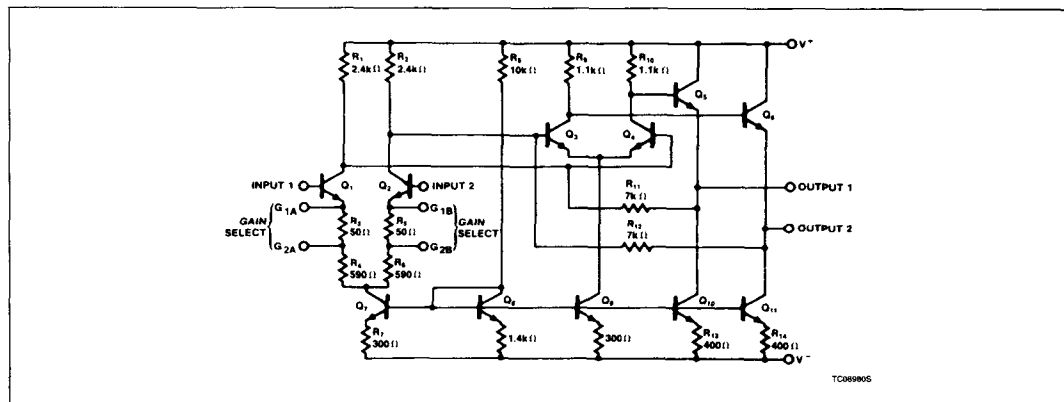 V+
R1
2.4kΩ
R2
2.4kΩ
10kΩ
R9
1.1kΩ
R10
1.1kΩ
Q5
Q6
Q3
Q4
INPUT 1
Q1
Q2
INPUT 2
R11
7kΩ
OUTPUT 1
G1A
G1B
GAIN
SELECT
R3
50Ω
R5
50Ω
GAIN
SELECT
R12
7kΩ
OUTPUT 2
G2A
G2B
R4
590Ω
R6
590Ω
Q7
Q8
Q9
Q10
Q11
R7
300Ω
1.4kΩ
300Ω
R13
400Ω
R14
400Ω
V-
TC08980S